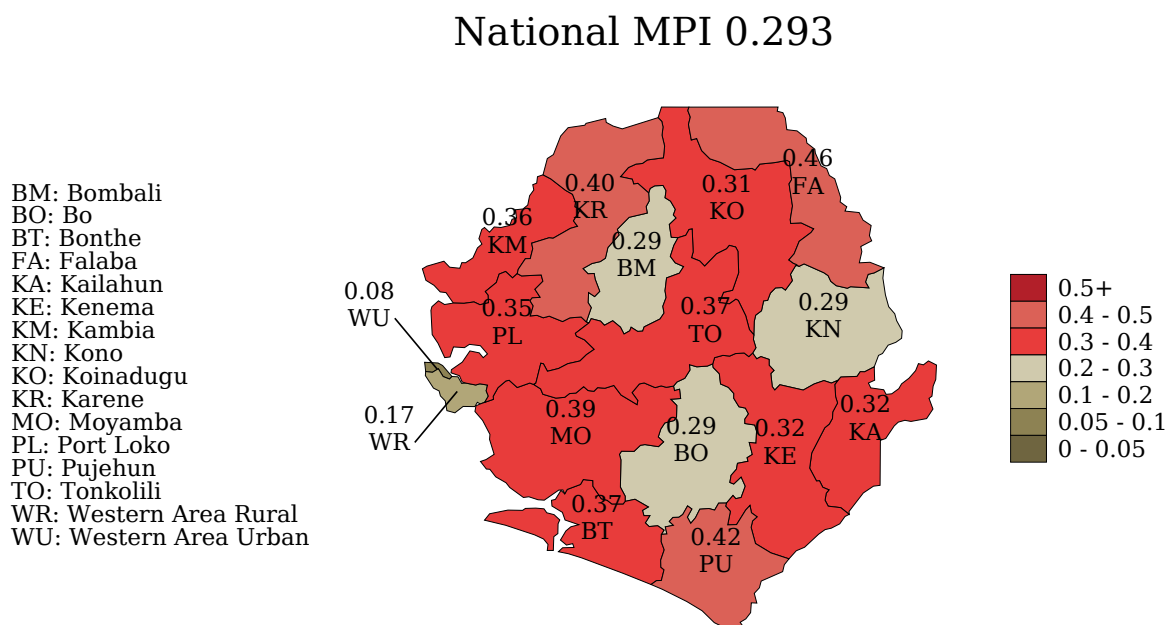 National MPI 0.293
BM: Bombali
BO: Bo
BT: Bonthe
FA: Falaba
KA: Kailahun
KE: Kenema
KM: Kambia
KN: Kono
KO: Koinadugu
KR: Karene
MO: Moyamba
PL: Port Loko
PU: Pujehun
TO: Tonkolili
WR: Western Area Rural
WU: Western Area Urban
0.46
FA
0.40
KR
0.31
KO
0.36
KM
0.29
BM
0.08
WU
0.35
PL
0.37
TO
0.29
KN
0.17
WR
0.39
MO
0.29
BO
0.32
KE
0.32
KA
0.37
BT
0.42
PU
0.5+
0.4 - 0.5
0.3 - 0.4
0.2 - 0.3
0.1 - 0.2
0.05 - 0.1
0 - 0.05